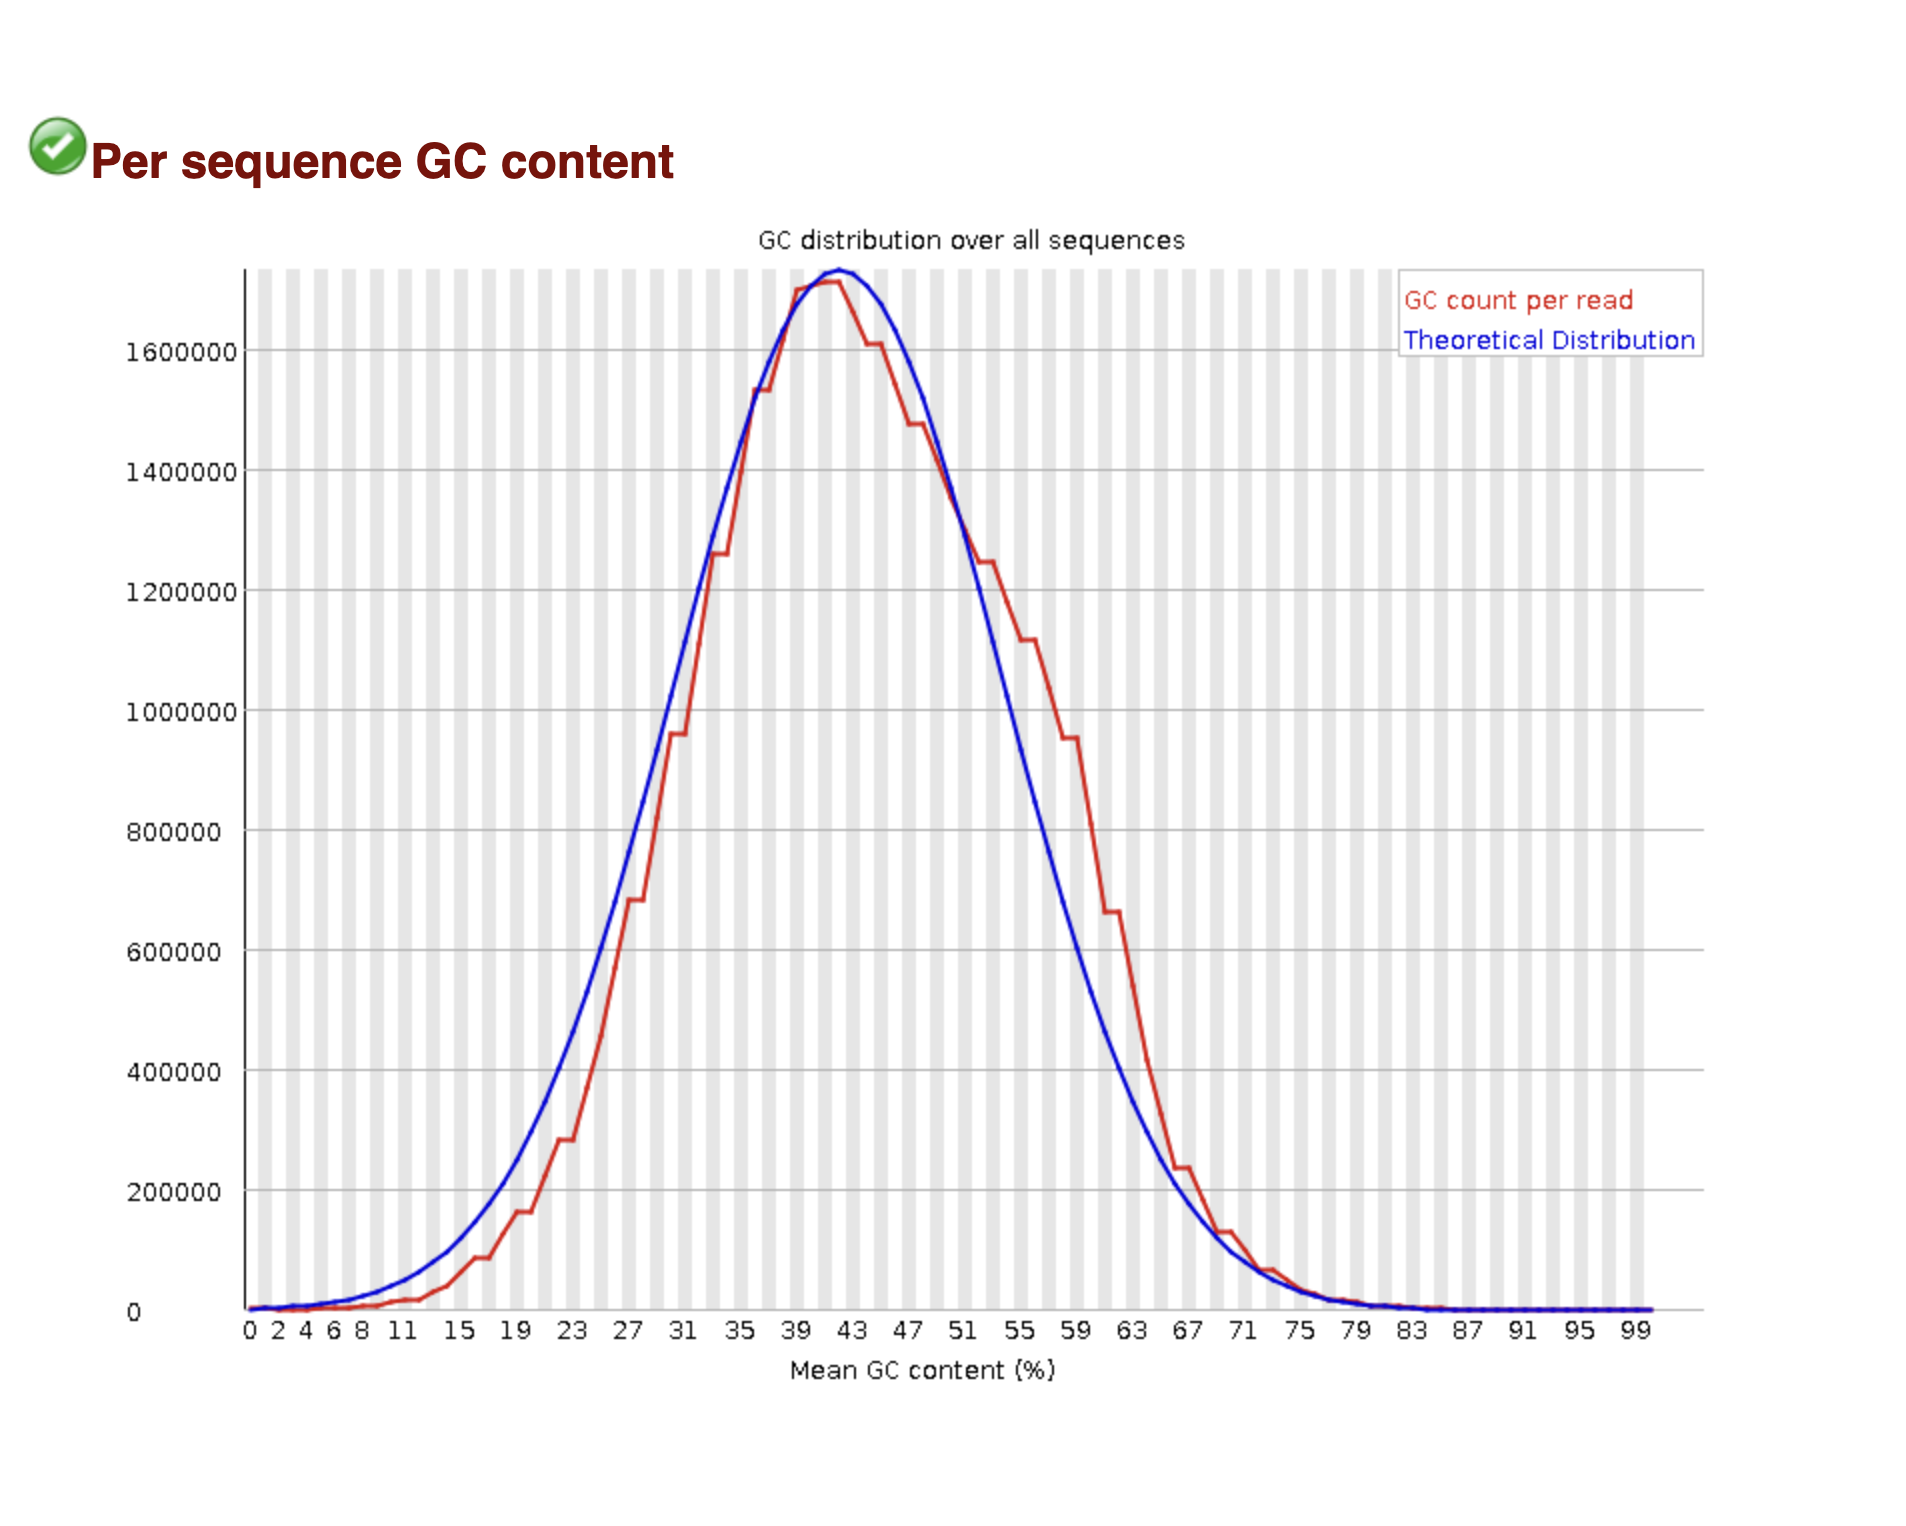 Per sequence GC content
GC distribution over all sequences
GC count per read
Theoretical Distribution
1600000
1400000
1200000
1000000
800000
600000
400000
200000
0
0 2 4 6 8 11 15 19 23 27 31 35 39 43 47 51 55 59 63 67 71 75 79 83 87 91 95 99
Mean GC content (%)